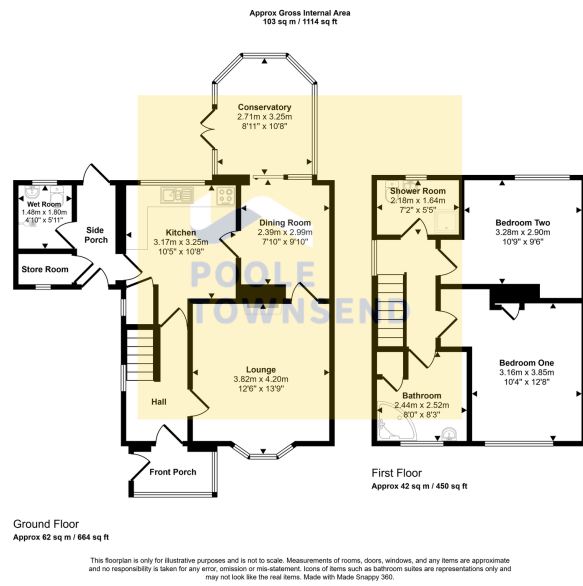 Approx Gross Internal Area
103 sq m / 1114 sq ft
Conservatory
2.71m x 3.25m
8'11" x 10'8"
Wet Room
1.48m x 1.80m
4'10" x 5'11"
Side
Porch
Kitchen
3.17m x 3.25m
10'5" x 10'8"
Dining Room
2.39m x 2.99m
7'10" x 9'10"
Store Room
POOLE
TOWNSEND
Lounge
3.82m x 4.20m
12'6" x 13'9"
Hall
Front Porch
Shower Room
2.18m x 1.64m
7'2" x 5'5"
Bedroom Two
3.28m x 2.90m
10'9" x 9'6"
Bedroom One
3.16m x 3.85m
10'4" x 12'8"
Bathroom
2.44m x 2.52m
8'0" x 8'3"
First Floor
Approx 42 sq m / 450 sq ft
Ground Floor
Approx 62 sq m / 664 sq ft
This floorplan is only for illustrative purposes and is not to scale. Measurements of rooms, doors, windows, and any items are approximate
and no responsibility is taken for any error, omission or mis-statement. Icons of items such as bathroom suites are representations only and
may not look like the real items. Made with Made Snappy 360.